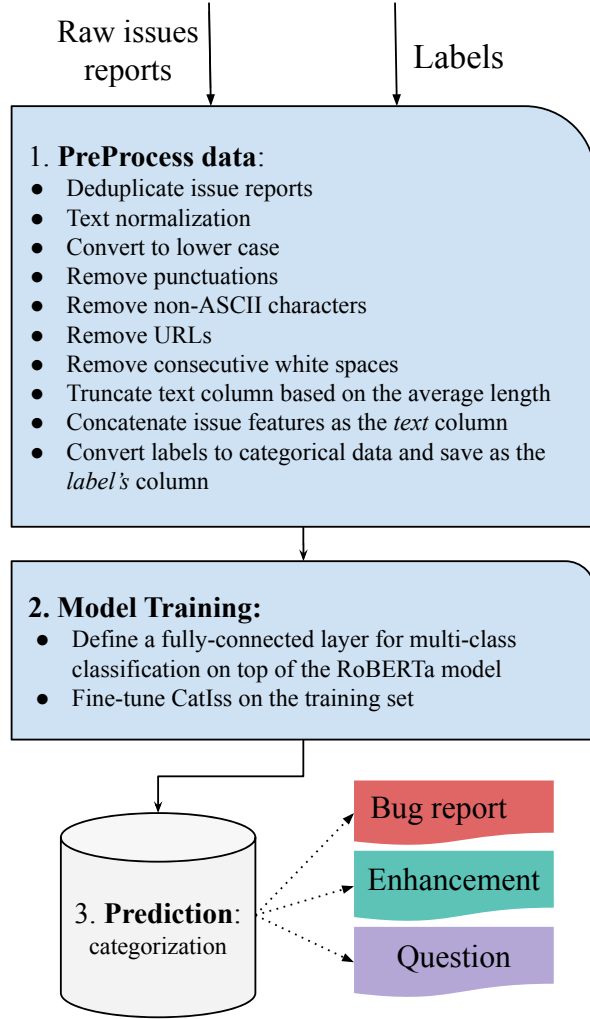 Raw issues
reports
Labels
1. PreProcess data:
● Deduplicate issue reports
● Text normalization
● Convert to lower case
● Remove punctuations
● Remove non-ASCII characters
● Remove URLs
● Remove consecutive white spaces
● Truncate text column based on the average length
● Concatenate issue features as the text column
● Convert labels to categorical data and save as the
label's column
2. Model Training:
● Define a fully-connected layer for multi-class
classification on top of the RoBERTa model
● Fine-tune CatIss on the training set
Bug report
Enhancement
3. Prediction:
categorization
Question